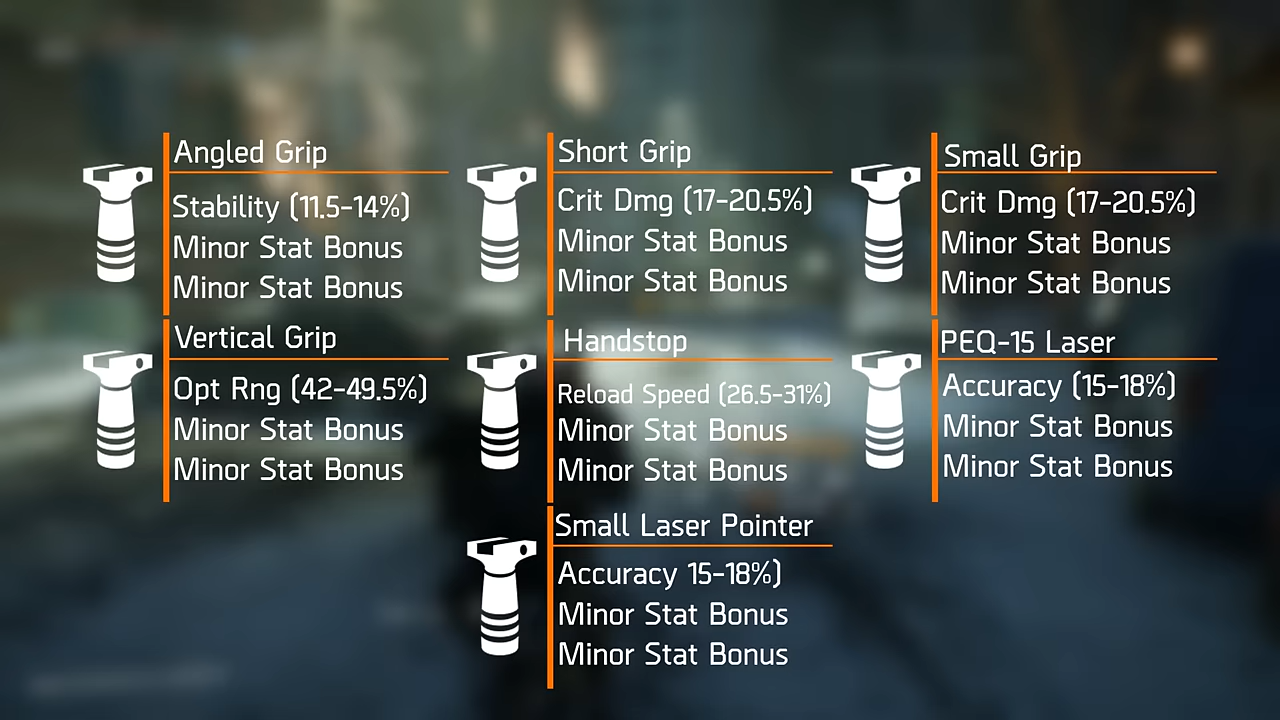 Angled Grip
Stability (11.5-14%)
Minor Stat Bonus
Minor Stat Bonus
Short Grip
Crit Dmg (17-20.5%)
Minor Stat Bonus
Minor Stat Bonus
Small Grip
Crit Dmg (17-20.5%)
Minor Stat Bonus
Minor Stat Bonus
Vertical Grip
Opt Rng (42-49.5%)
Minor Stat Bonus
Minor Stat Bonus
Handstop
Reload Speed (26.5-31%)
Minor Stat Bonus
Minor Stat Bonus
PEQ-15 Laser
Accuracy (15-18%)
Minor Stat Bonus
Minor Stat Bonus
Small Laser Pointer
Accuracy 15-18%)
Minor Stat Bonus
Minor Stat Bonus